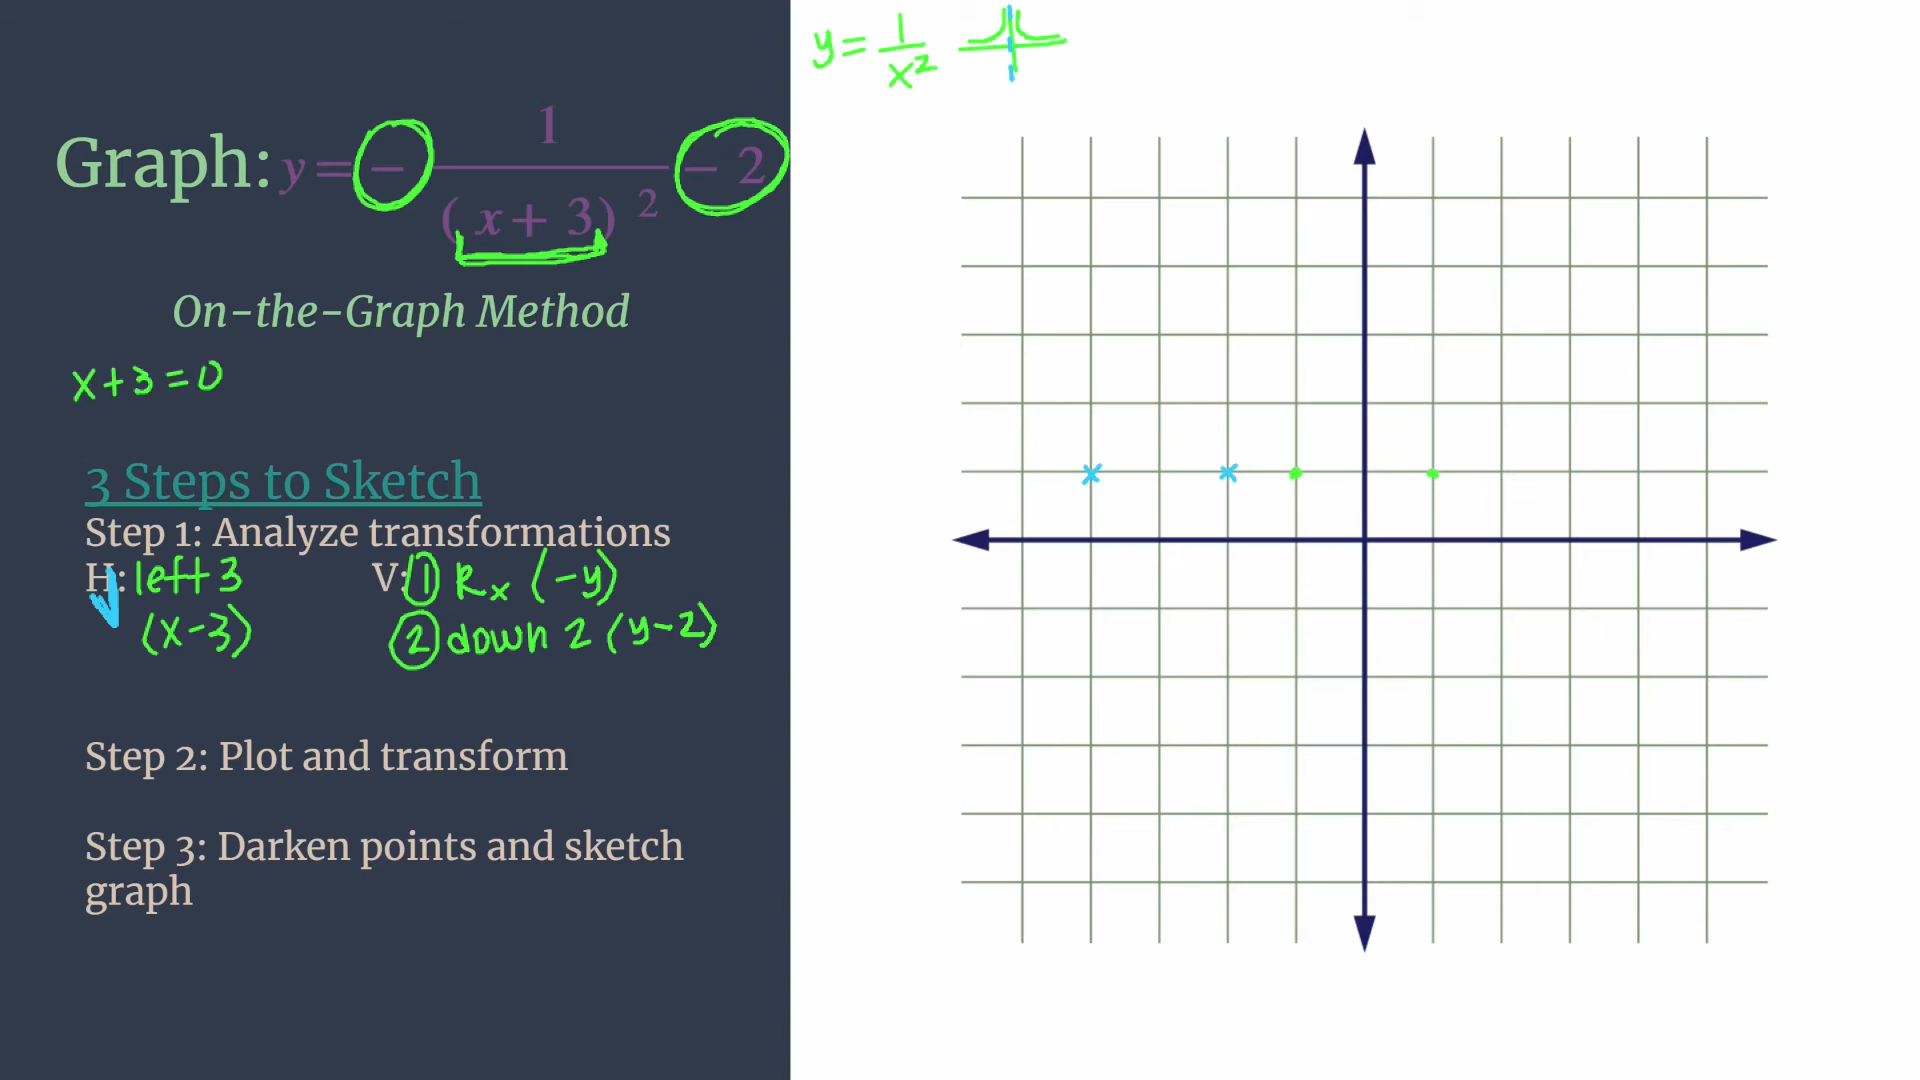 y = 1/x²
Graph: y = - 1/(x + 3)² - 2
On-the-Graph Method
x+3=0
3 Steps to Sketch
Step 1: Analyze transformations
H: left 3 V: ① Rx (-y)
(x-3) ② down 2 (y-2)
Step 2: Plot and transform
Step 3: Darken points and sketch
graph